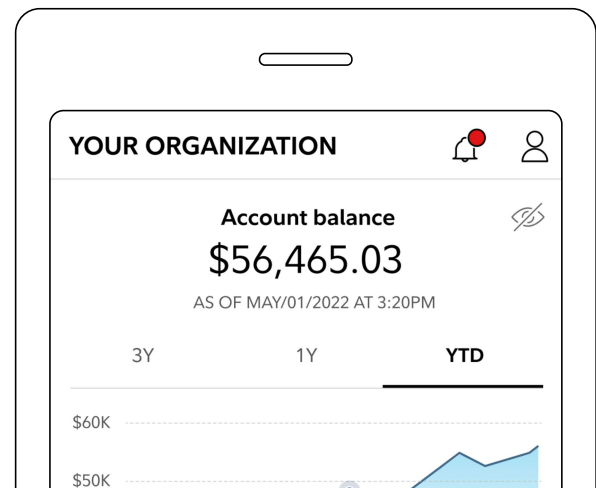 YOUR ORGANIZATION
Account balance
$56,465.03
AS OF MAY/01/2022 AT 3:20PM
3Y 1Y YTD
$60K
$50K